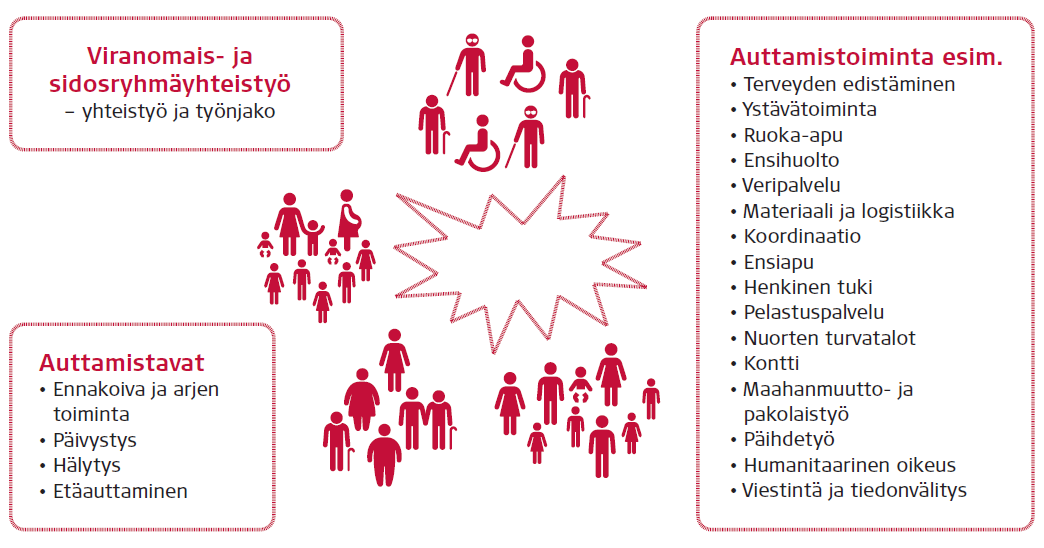 Viranomais- ja
sidosryhmäyhteistyö
– yhteistyö ja työnjako
Auttamistavat
• Ennakoiva ja arjen
toiminta
• Päivystys
• Hälytys
• Etäauttaminen
Auttamistoiminta esim.
• Terveyden edistäminen
• Ystävätoiminta
• Ruoka-apu
• Ensihuolto
• Veripalvelu
• Materiaali ja logistiikka
• Koordinaatio
• Ensiapu
• Henkinen tuki
• Pelastuspalvelu
• Nuorten turvatalot
• Kontti
• Maahanmuutto- ja
pakolaistyö
• Päihdetyö
• Humanitaarinen oikeus
• Viestintä ja tiedonvälitys